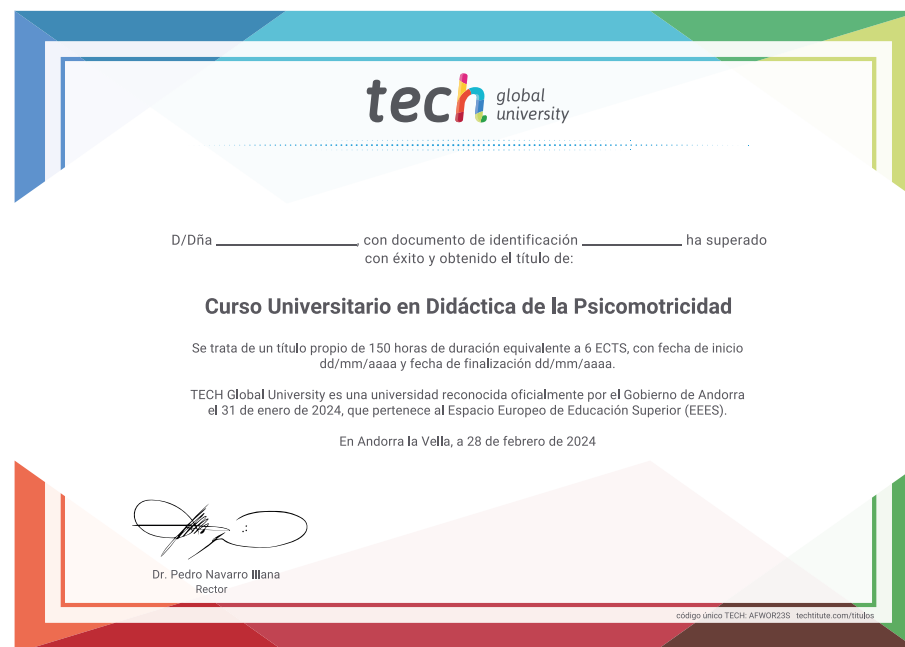 tech global university
D/Dña ____________, con documento de identificación ____________ ha superado
con éxito y obtenido el título de:
Curso Universitario en Didáctica de la Psicomotricidad
Se trata de un título propio de 150 horas de duración equivalente a 6 ECTS, con fecha de inicio
dd/mm/aaaa y fecha de finalización dd/mm/aaaa.
TECH Global University es una universidad reconocida oficialmente por el Gobierno de Andorra
el 31 de enero de 2024, que pertenece al Espacio Europeo de Educación Superior (EEES).
En Andorra la Vella, a 28 de febrero de 2024
Dr. Pedro Navarro Illana
Rector
código único TECH: AFWOR23S techtitute.com/titulos